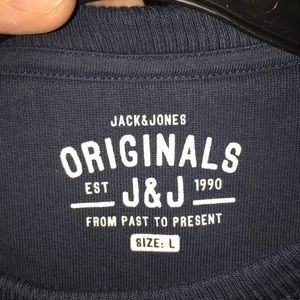 JACK&JONES
ORIGINALS
EST J&J 1990
FROM PAST TO PRESENT
SIZE: L